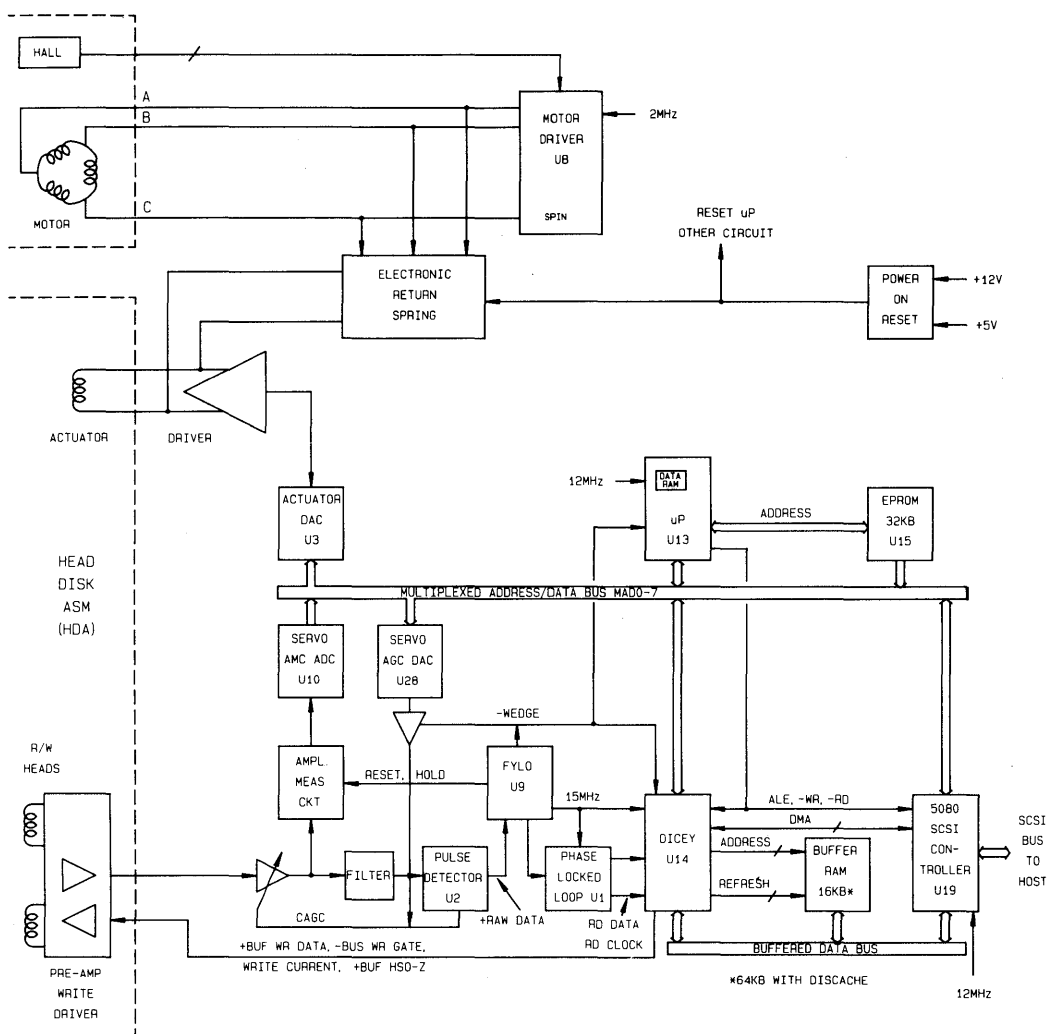 HALL
A
B
C
MOTOR
MOTOR
DRIVER
U8
SPIN
2MHz
RESET uP
OTHER CIRCUIT
ELECTRONIC
RETURN
SPRING
POWER
ON
RESET
+12V
+5V
ACTUATOR
DRIVER
ACTUATOR
DAC
U3
12MHz
DATA
RAM
uP
U13
ADDRESS
EPROM
32KB
U15
HEAD
DISK
ASM
(HDA)
MULTIPLEXED ADDRESS/DATA BUS MAD0-7
SERVO
AMC ADC
U10
SERVO
AGC DAC
U28
-WEDGE
R/W
HEADS
AMPL.
MEAS
CKT
RESET, HOLD
FYLO
U9
15MHz
DICEY
U14
ALE, -WR, -RD
DMA
ADDRESS
REFRESH
BUFFER
RAM
16KB*
5080
SCSI
CON-
TROLLER
U19
SCSI
BUS
TO
HOST
FILTER
PULSE
DETECTOR
U2
PHASE
LOCKED
LOOP U1
CAGC
+RAW DATA
RD DATA
RD CLOCK
+BUF WR DATA, -BUS WR GATE,
WRITE CURRENT, +BUF HS0-Z
BUFFERED DATA BUS
*64KB WITH DISCACHE
12MHz
PRE-AMP
WRITE
DRIVER